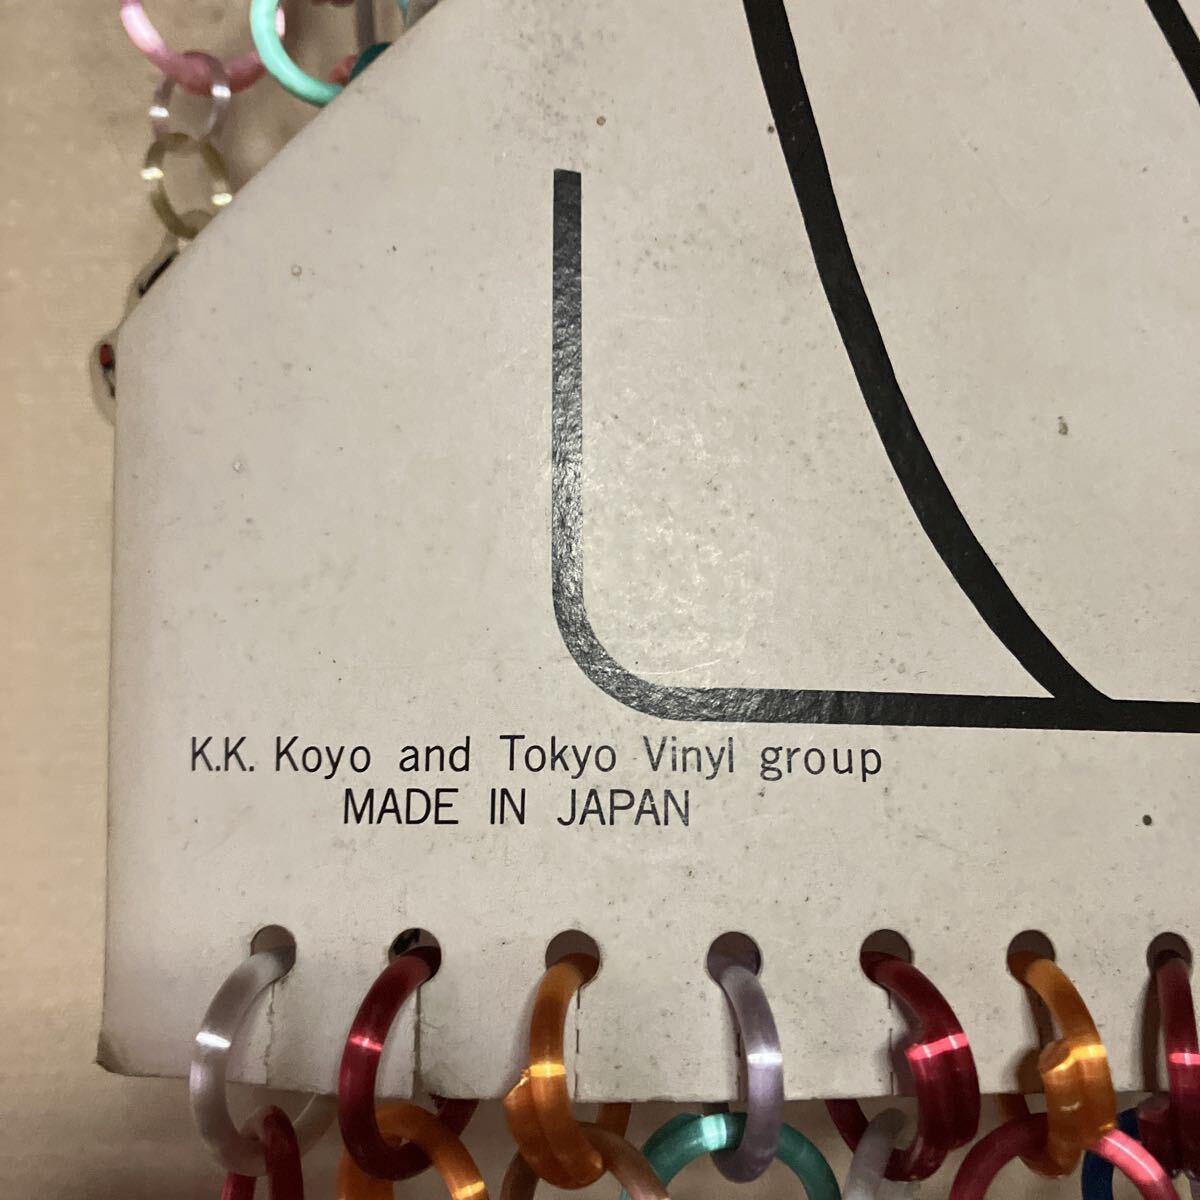 K.K. Koyo and Tokyo Vinyl group
MADE IN JAPAN